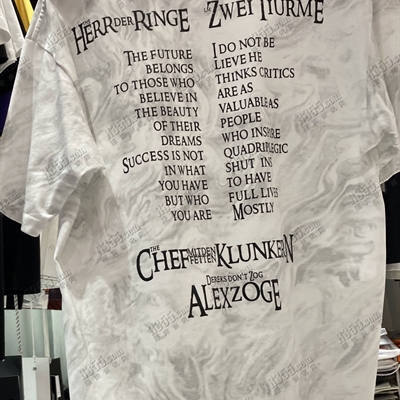 THE HERR DER RINGE
ZWEI TÜRME
THE FUTURE
BELONGS
TO THOSE WHO
BELIEVE IN
THE BEAUTY
OF THEIR
DREAMS
SUCCESS IS NOT
IN WHAT
YOU HAVE
BUT WHO
YOU ARE
I DO NOT BE
LIEVE HE
THINKS CRITICS
ARE AS
VALUABLEAS
PEOPLE
WHO INSPIRE
QUADRIPLEGIC
SHUT INS
TO HAVE
FULL LIVES
MOSTLY
THE CHEF MIT DEN FETTEN KLUNKERN
DEREKS DON'T ZOG
ALEXZOGE